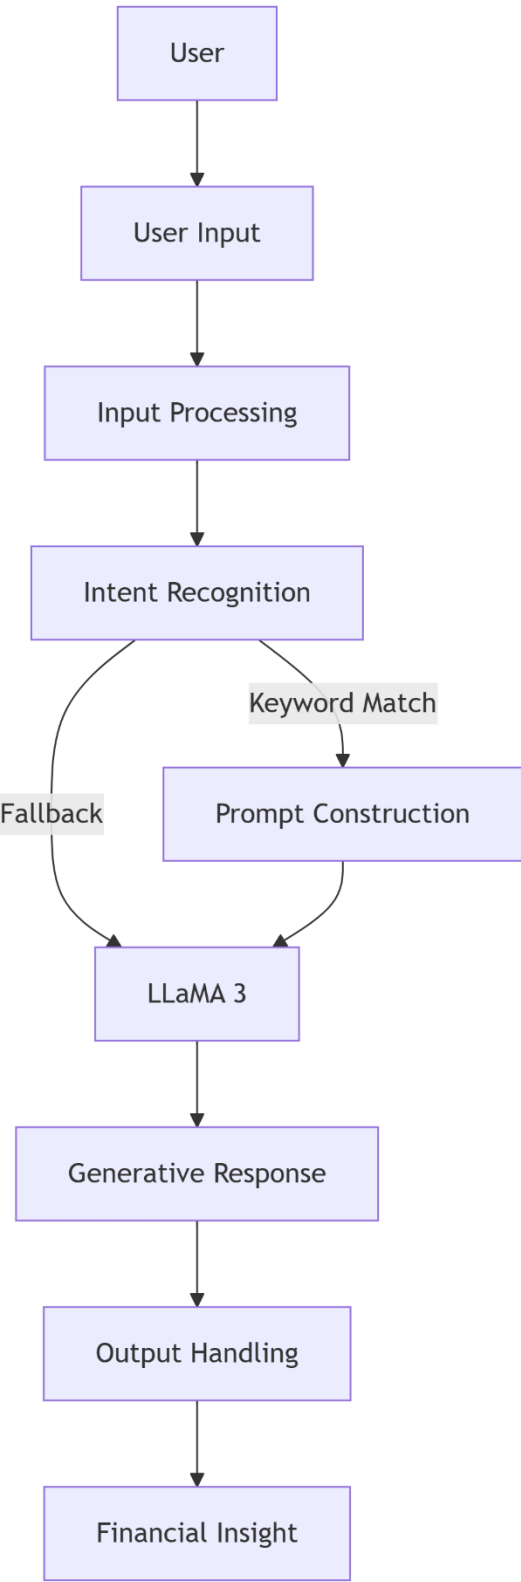 User
User Input
Input Processing
Intent Recognition
Keyword Match
Fallback
Prompt Construction
LLaMA 3
Generative Response
Output Handling
Financial Insight